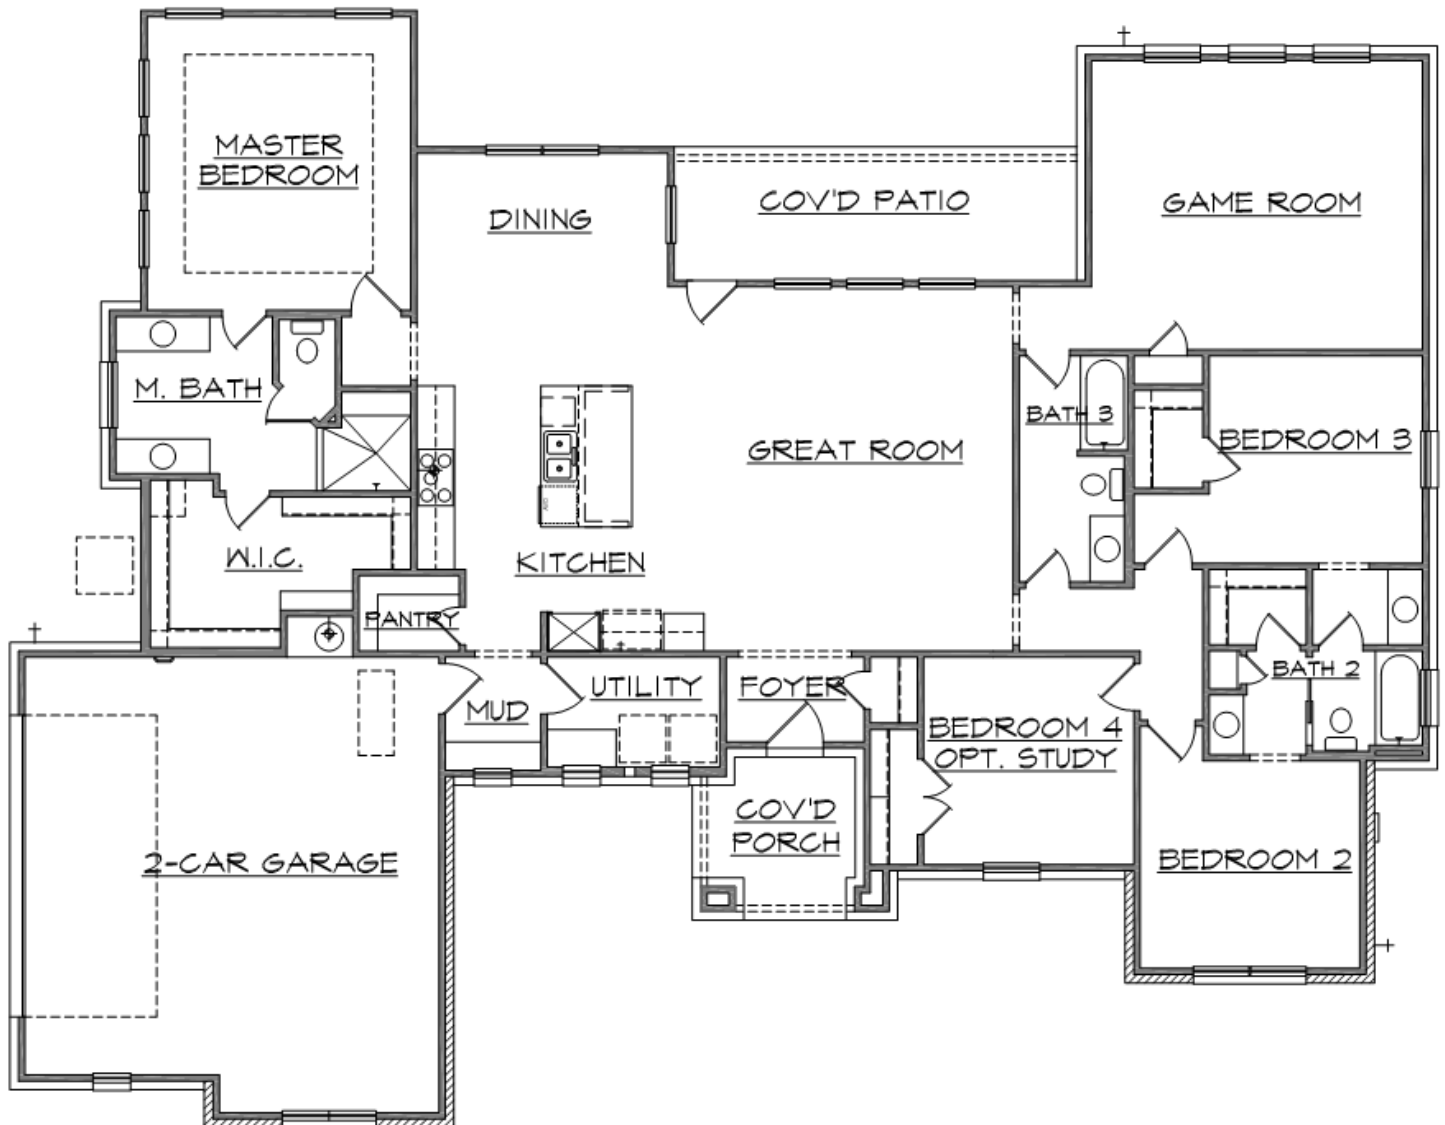 MASTER
BEDROOM
DINING
COV'D PATIO
GAME ROOM
M. BATH
BATH 3
BEDROOM 3
GREAT ROOM
W.I.C.
KITCHEN
PANTRY
MUD
UTILITY
FOYER
BATH 2
BEDROOM 4
OPT. STUDY
COV'D
PORCH
2-CAR GARAGE
BEDROOM 2